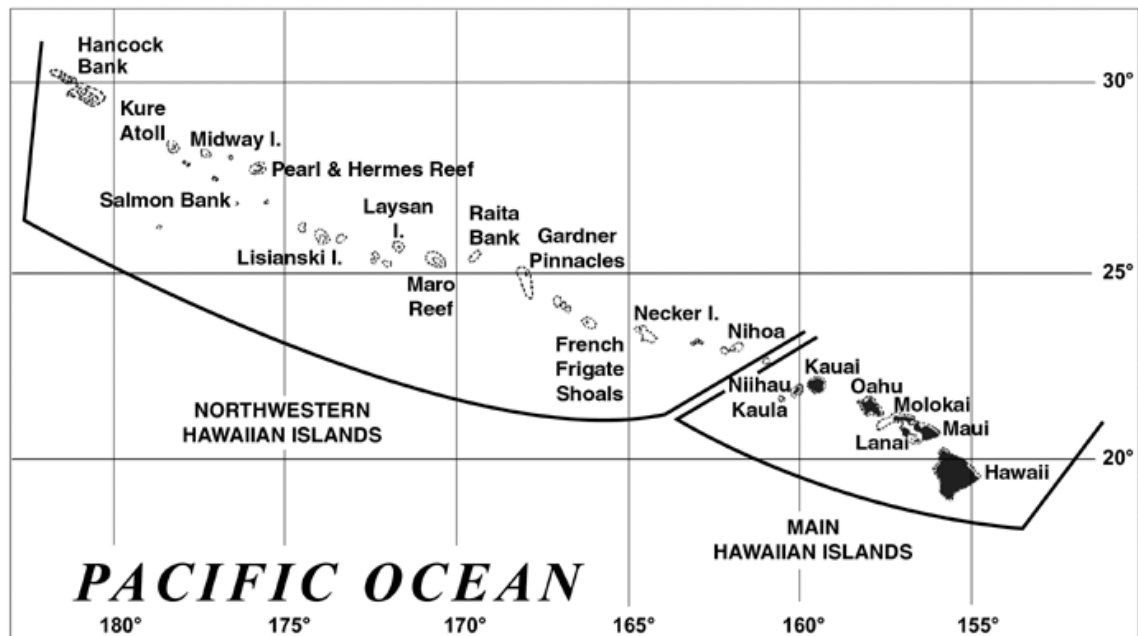 Hancock
Bank
30°
Kure
Atoll
Midway I.
Pearl & Hermes Reef
Salmon Bank
Laysan
I.
Raita
Bank
Gardner
Pinnacles
Lisianski I.
25°
Maro
Reef
Necker I.
Nihoa
French
Frigate
Shoals
Kauai
Niihau
Kaula
Oahu
Molokai
Maui
Lanai
NORTHWESTERN
HAWAIIAN ISLANDS
20°
Hawaii
MAIN
HAWAIIAN ISLANDS
PACIFIC OCEAN
180° 175° 170° 165° 160° 155°